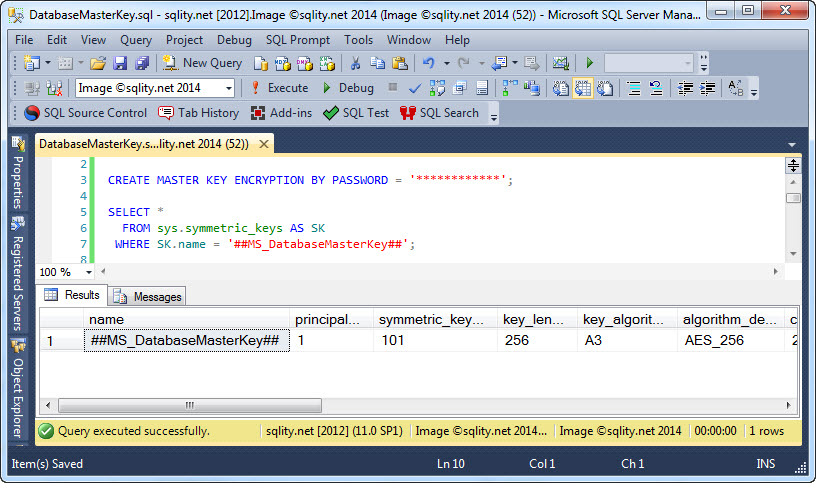 DatabaseMasterKey.sql - sqlity.net [2012].Image ©sqlity.net 2014 (Image ©sqlity.net 2014 (52)) - Microsoft SQL Server Mana...
File Edit View Query Project Debug SQL Prompt Tools Window Help
New Query
Image ©sqlity.net 2014 Execute Debug
SQL Source Control Tab History Add-ins SQL Test SQL Search
DatabaseMasterKey.s...lity.net 2014 (52))
Properties
Registered Servers
Object Explorer
2
3 CREATE MASTER KEY ENCRYPTION BY PASSWORD = '************';
4
5 SELECT *
6 FROM sys.symmetric_keys AS SK
7 WHERE SK.name = '##MS_DatabaseMasterKey##';
8
100 %
Results Messages
name principal... symmetric_key... key_len... key_algorit... algorithm_de... c
1 ##MS_DatabaseMasterKey## 1 101 256 A3 AES_256 2
Query executed successfully. sqlity.net [2012] (11.0 SP1) Image ©sqlity.net 2014... Image ©sqlity.net 2014 00:00:00 1 rows
Item(s) Saved Ln 10 Col 1 Ch 1 INS